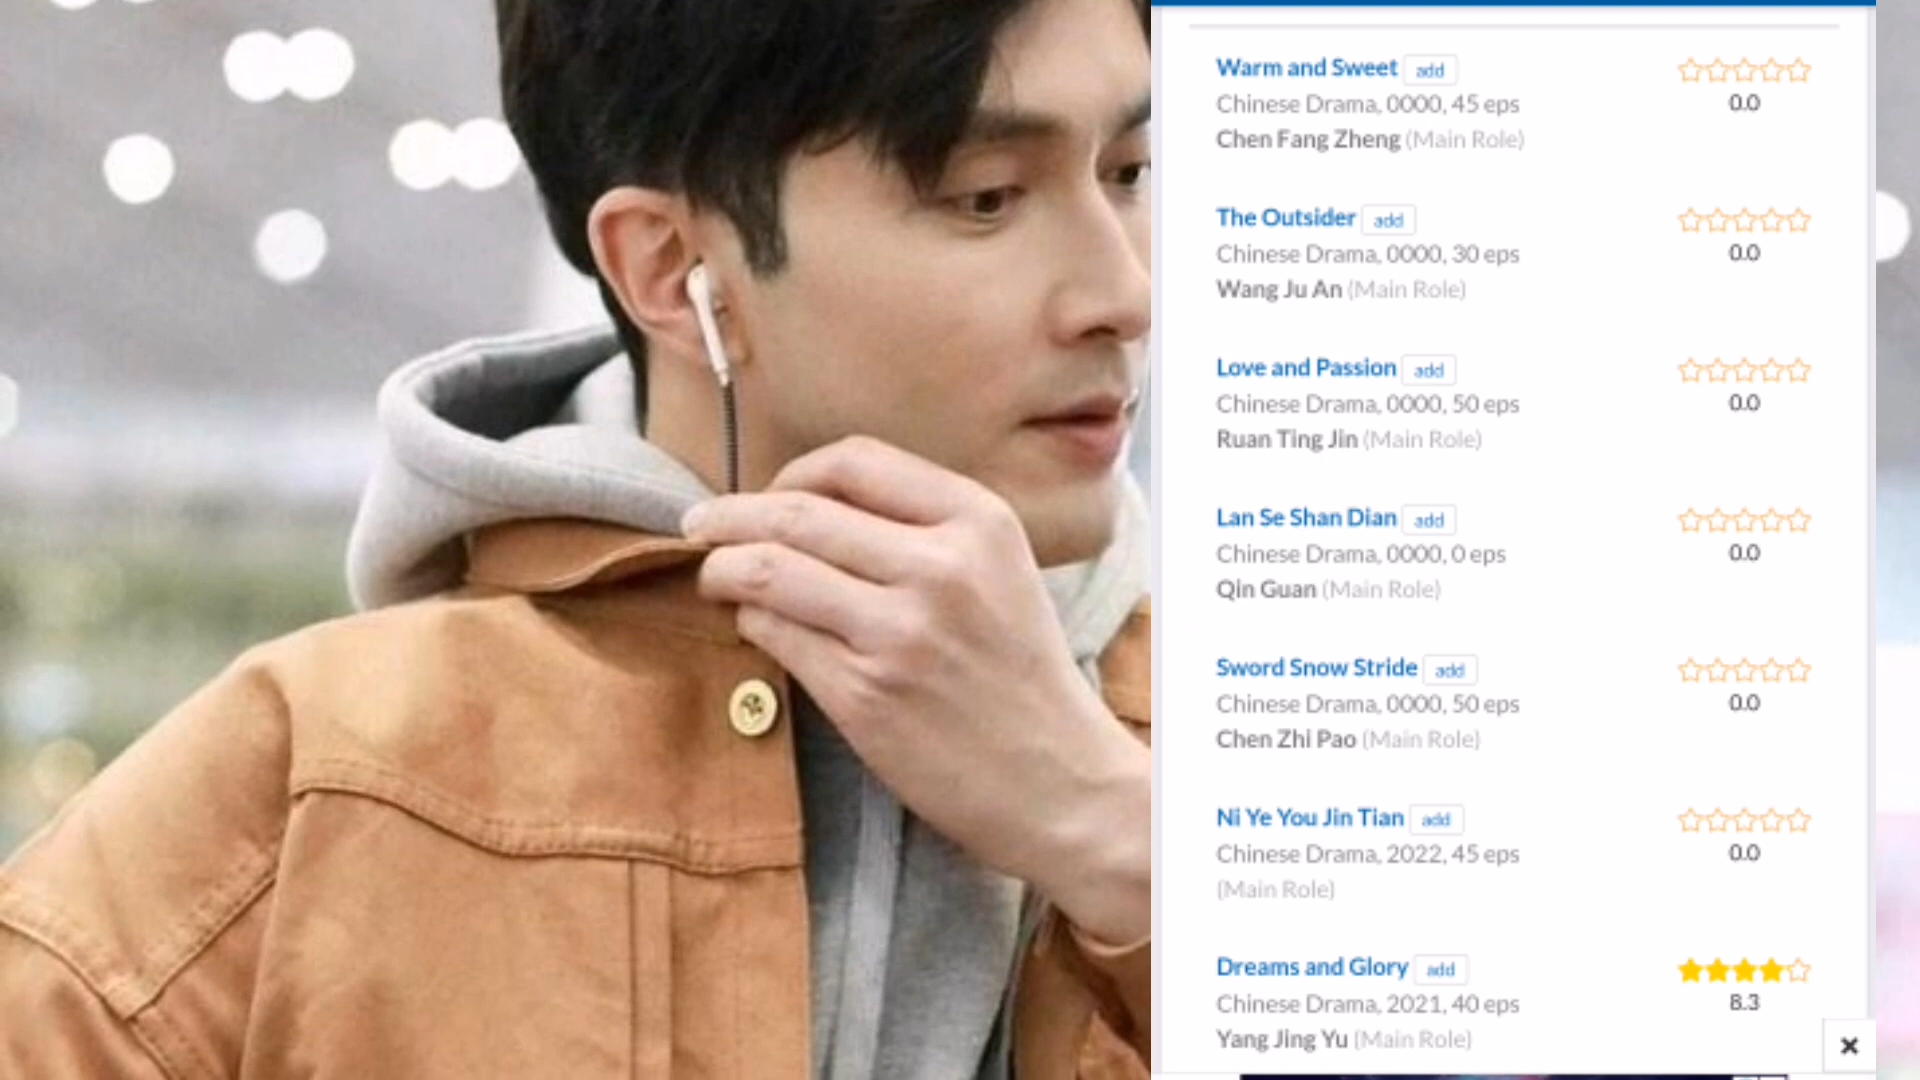 Warm and Sweet add
Chinese Drama, 0000, 45 eps
0.0
Chen Fang Zheng (Main Role)
The Outsider add
Chinese Drama, 0000, 30 eps
0.0
Wang Ju An (Main Role)
Love and Passion add
Chinese Drama, 0000, 50 eps
0.0
Ruan Ting Jin (Main Role)
Lan Se Shan Dian add
Chinese Drama, 0000, 0 eps
0.0
Qin Guan (Main Role)
Sword Snow Stride add
Chinese Drama, 0000, 50 eps
0.0
Chen Zhi Pao (Main Role)
Ni Ye You Jin Tian add
Chinese Drama, 2022, 45 eps
0.0
(Main Role)
Dreams and Glory add
Chinese Drama, 2021, 40 eps
8.3
Yang Jing Yu (Main Role)